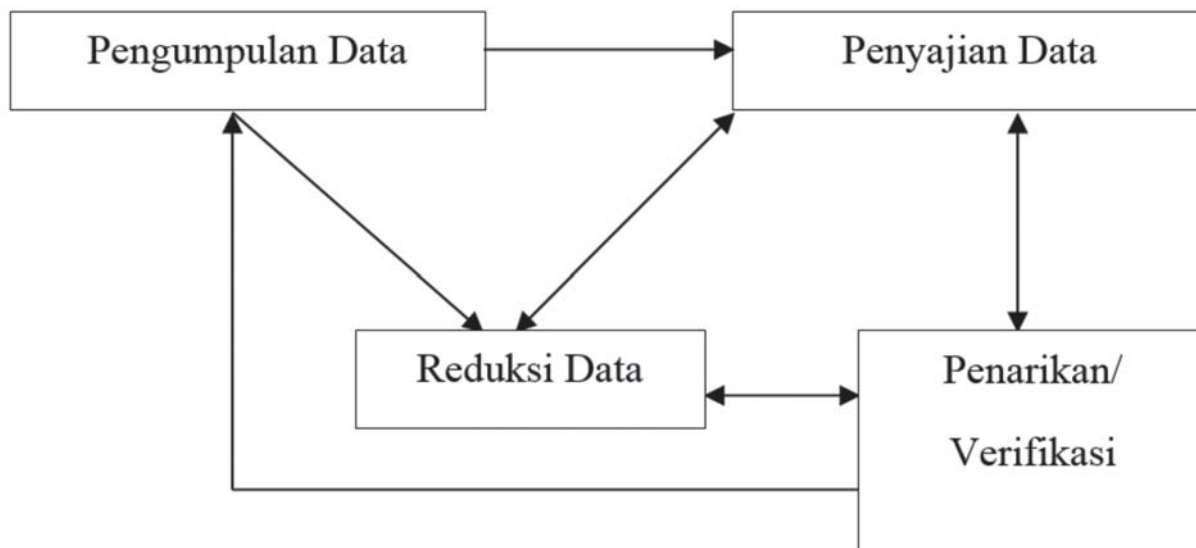 Pengumpulan Data
Penyajian Data
Reduksi Data
Penarikan/
Verifikasi